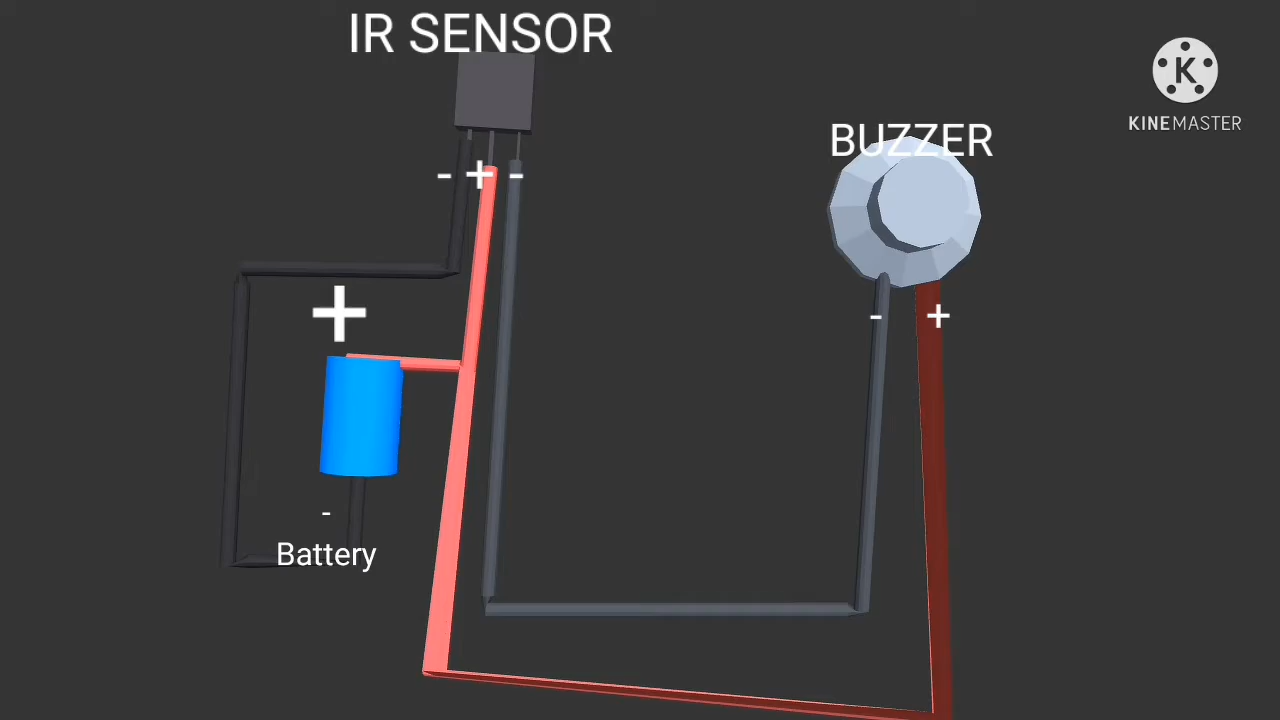 IR SENSOR
K
KINEMASTER
BUZZER
- + -
+
- +
-
Battery